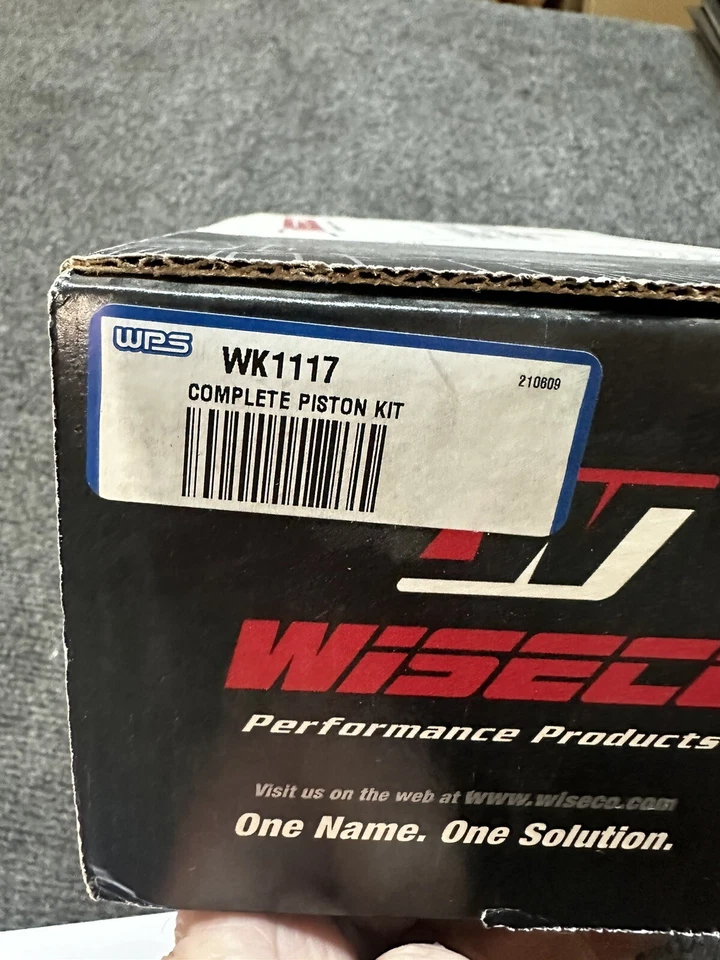 WPS
WK1117
210609
COMPLETE PISTON KIT
WISEC
Performance Products
Visit us on the web at www.wiseco.com
One Name. One Solution.